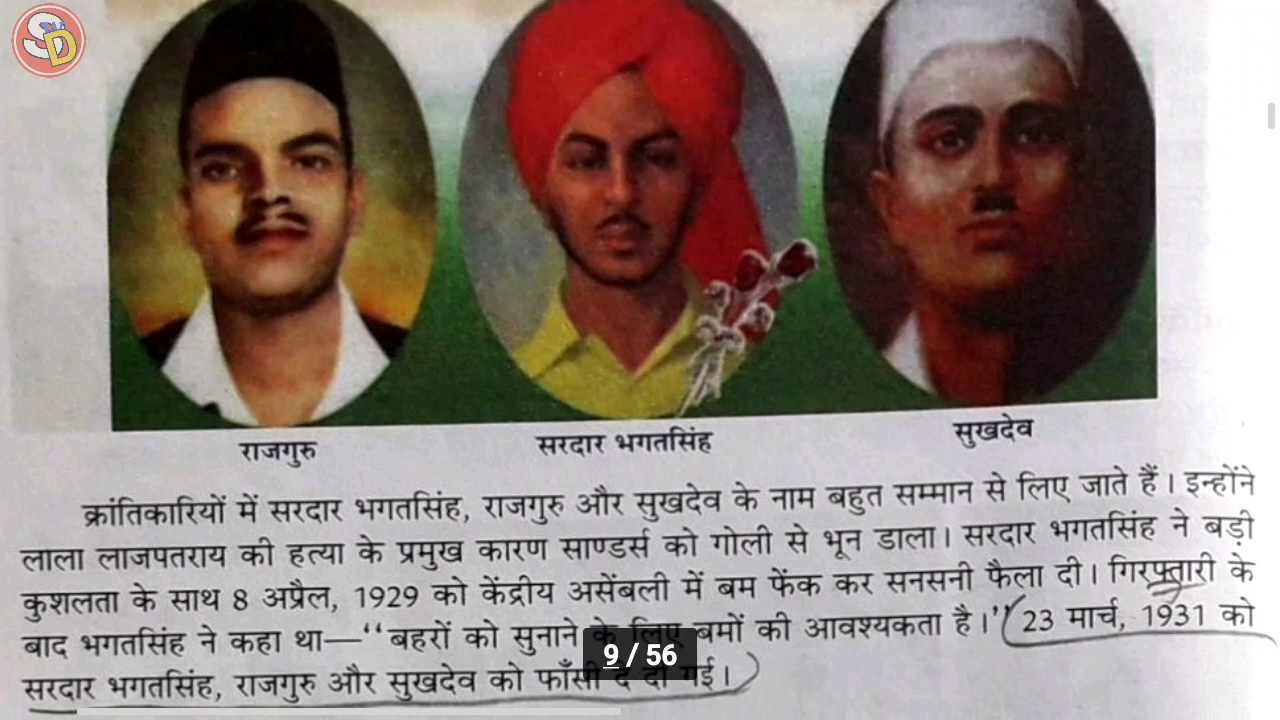 SD
राजगुरु
सरदार भगतसिंह
सुखदेव
क्रांतिकारियों में सरदार भगतसिंह, राजगुरु और सुखदेव के नाम बहुत सम्मान से लिए जाते हैं। इन्होंने
लाला लाजपतराय की हत्या के प्रमुख कारण साण्डर्स को गोली से भून डाला। सरदार भगतसिंह ने बड़ी
कुशलता के साथ 8 अप्रैल, 1929 को केंद्रीय असेंबली में बम फेंक कर सनसनी फैला दी। गिरफ्तारी के
बाद भगतसिंह ने कहा था—‘‘बहरों को सुनाने के लिए बमों की आवश्यकता है।’’ (23 मार्च, 1931 को
सरदार भगतसिंह, राजगुरु और सुखदेव को फाँसी दे दी गई।)
9 / 56